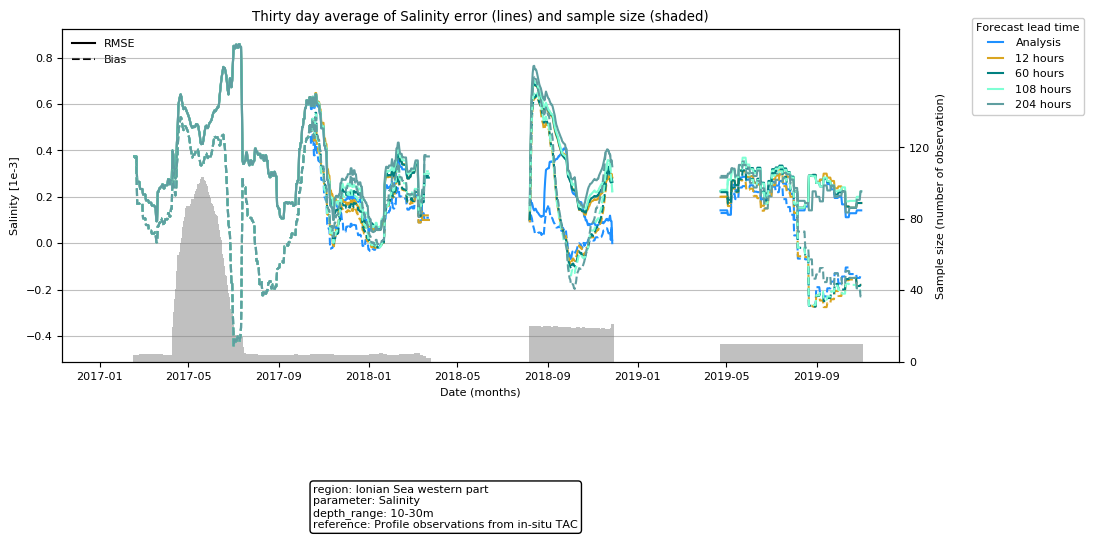 Thirty day average of Salinity error (lines) and sample size (shaded)
RMSE
Bias
Forecast lead time
Analysis
12 hours
60 hours
108 hours
204 hours
Salinity [1e-3]
0.8
0.6
0.4
0.2
0.0
−0.2
−0.4
Sample size (number of observation)
120
80
40
0
2017-01 2017-05 2017-09 2018-01 2018-05 2018-09 2019-01 2019-05 2019-09
Date (months)
region: Ionian Sea western part
parameter: Salinity
depth_range: 10-30m
reference: Profile observations from in-situ TAC